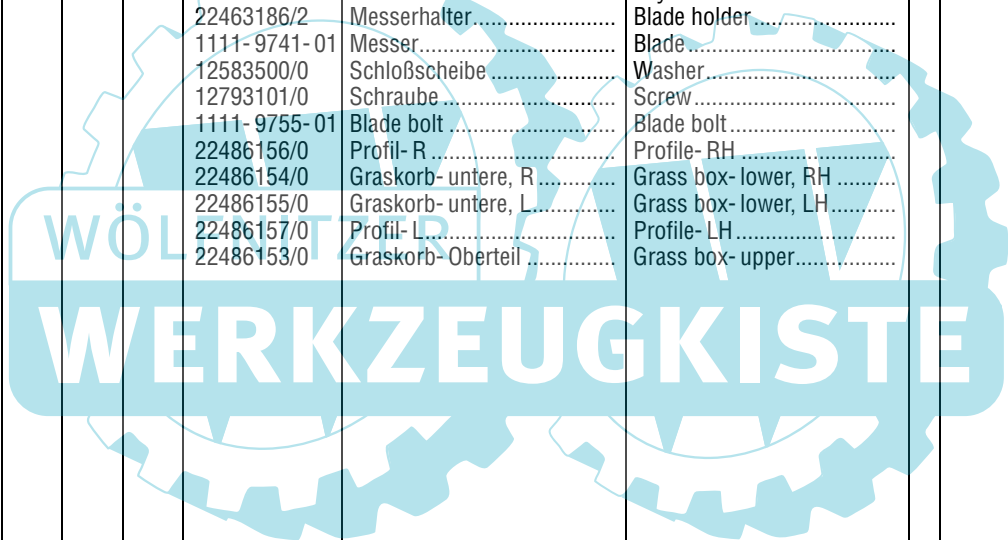 22463186/2 Messerhalter..................... Blade holder.....................
1111-9741-01 Messer............................. Blade...............................
12583500/0 Schloßscheibe................... Washer............................
12793101/0 Schraube.......................... Screw..............................
1111-9755-01 Blade bolt......................... Blade bolt.........................
22486156/0 Profil-R............................ Profile-RH.......................
22486154/0 Graskorb-untere, R............ Grass box-lower, RH.........
22486155/0 Graskorb-untere, L............. Grass box-lower, LH..........
22486157/0 Profil-L............................. Profile-LH........................
22486153/0 Graskorb-Oberteil............. Grass box-upper...............
WÖLFNITZER
WERKZEUGKISTE